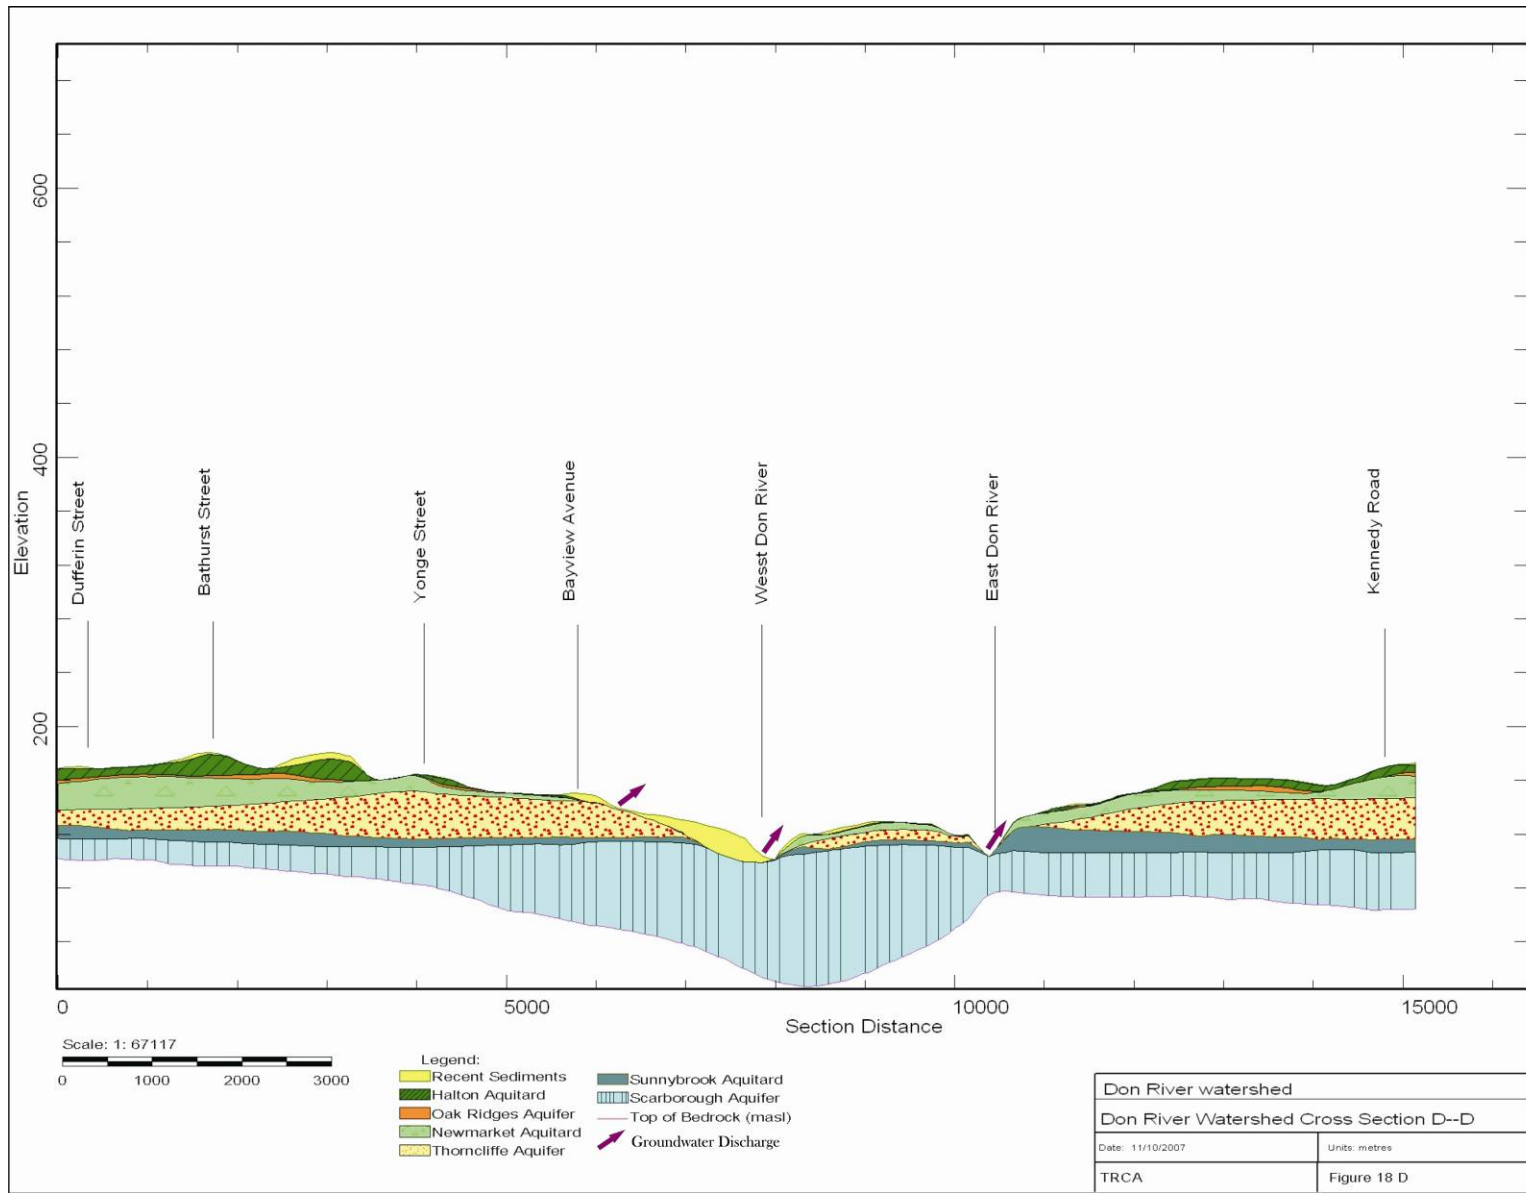 600
400
200
Elevation
Dufferin Street
Bathurst Street
Yonge Street
Bayview Avenue
Wesst Don River
East Don River
Kennedy Road
0
5000
10000
15000
Section Distance
Scale: 1: 67117
0 1000 2000 3000
Legend:
Recent Sediments
Halton Aquitard
Oak Ridges Aquifer
Newmarket Aquitard
Thorncliffe Aquifer
Sunnybrook Aquitard
Scarborough Aquifer
Top of Bedrock (masl)
Groundwater Discharge
Don River watershed
Don River Watershed Cross Section D--D
Date: 11/10/2007
Units: metres
TRCA
Figure 18 D